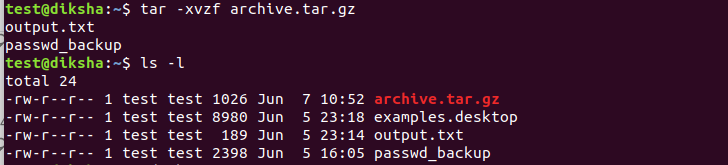 test@diksha:~$ tar -xvzf archive.tar.gz
output.txt
passwd_backup
test@diksha:~$ ls -l
total 24
-rw-r--r-- 1 test test 1026 Jun  7 10:52 archive.tar.gz
-rw-r--r-- 1 test test 8980 Jun  5 23:18 examples.desktop
-rw-r--r-- 1 test test  189 Jun  5 23:14 output.txt
-rw-r--r-- 1 test test 2398 Jun  5 16:05 passwd_backup